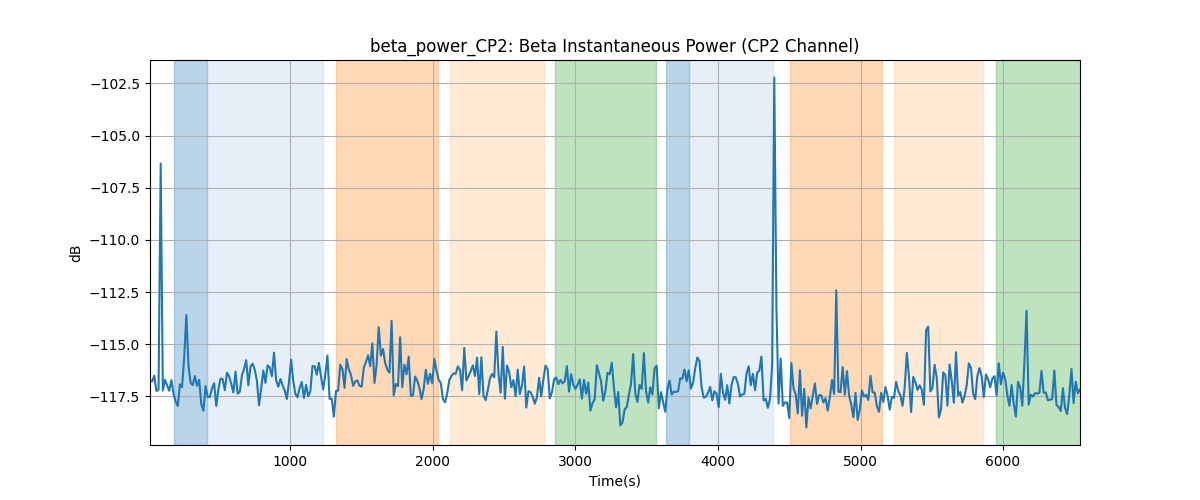 beta_power_CP2: Beta Instantaneous Power (CP2 Channel)
−102.5
−105.0
−107.5
−110.0
−112.5
−115.0
−117.5
dB
1000 2000 3000 4000 5000 6000
Time(s)